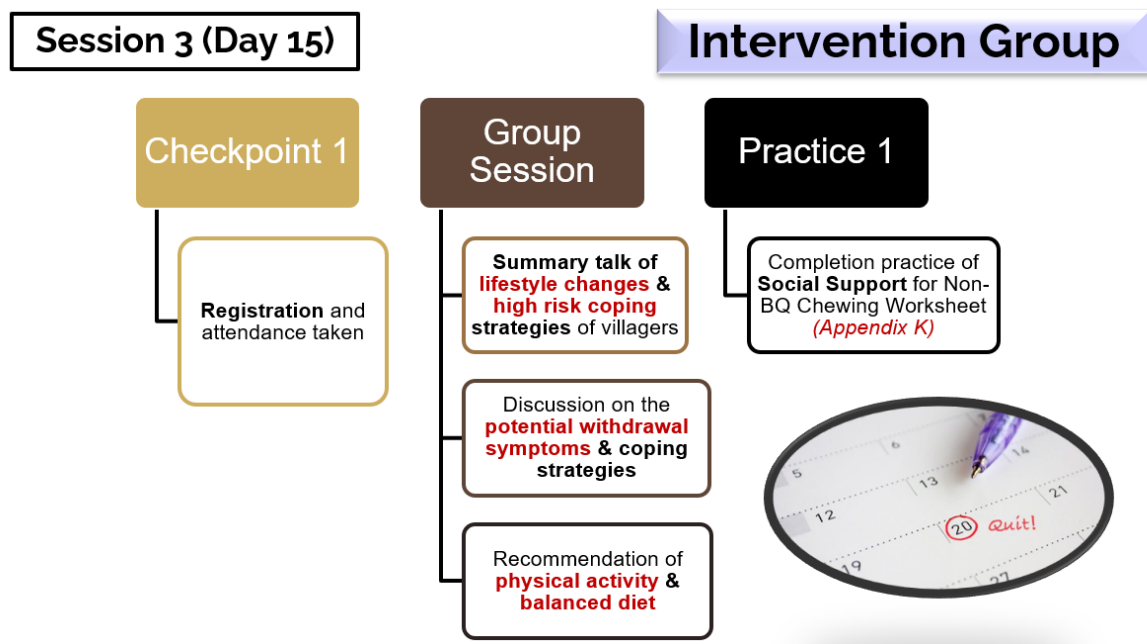 Session 3 (Day 15)
Intervention Group
Checkpoint 1
Registration and
attendance taken
Group
Session
Summary talk of
lifestyle changes &
high risk coping
strategies of villagers
Discussion on the
potential withdrawal
symptoms & coping
strategies
Recommendation of
physical activity &
balanced diet
Practice 1
Completion practice of
Social Support for Non-
BQ Chewing Worksheet
(Appendix K)
5
6
12
13
14
19
20 Quit!
21
27